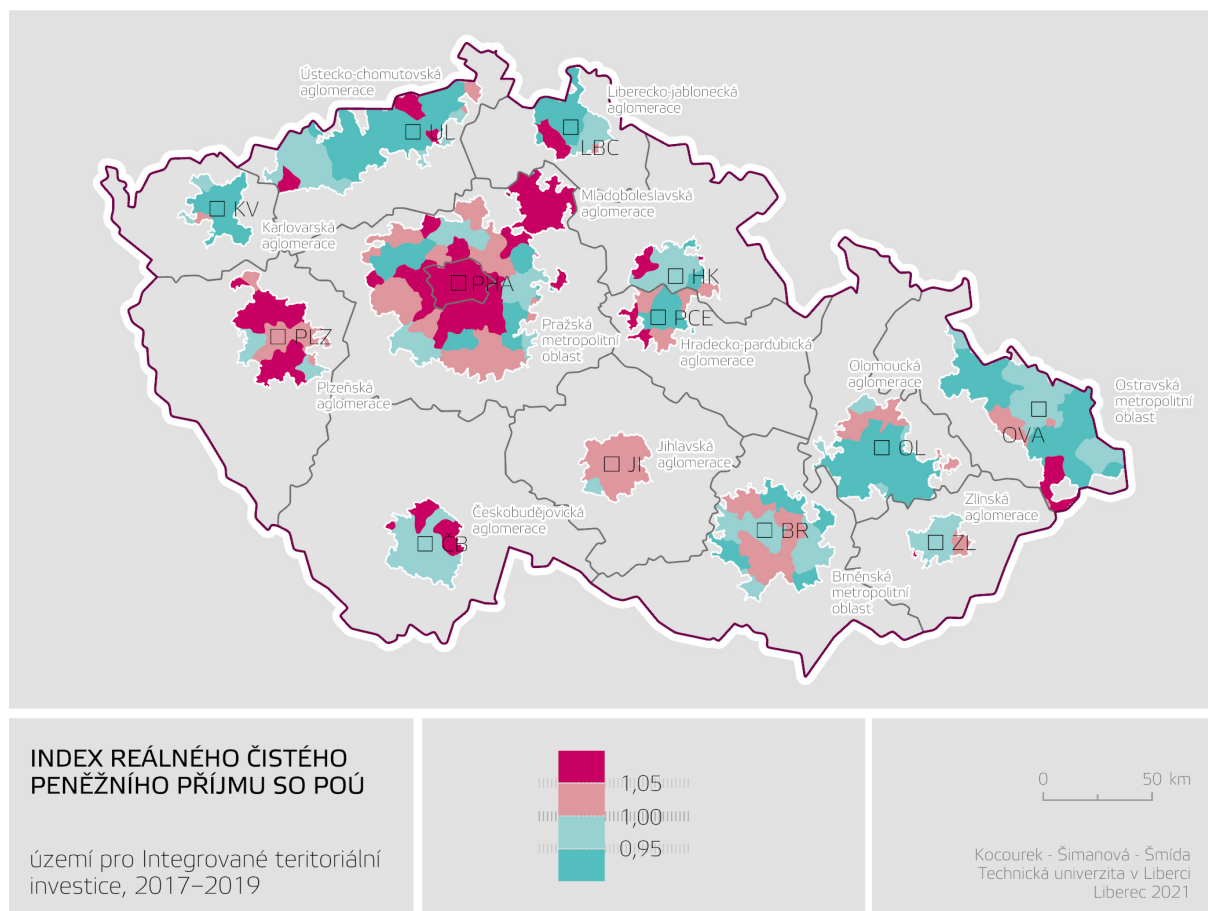 Ústecko-chomutovská
aglomerace
Liberecko-jablonecká
aglomerace
UL
LBC
Mladoboleslavská
aglomerace
KV
Karlovarská
aglomerace
PHA
HK
PCE
Hradecko-pardubická
aglomerace
Pražská
metropolitní
oblast
PLZ
Plzeňská
aglomerace
Olomoucká
aglomerace
Ostravská
metropolitní
oblast
OVA
OL
JI
Jihlavská
aglomerace
Zlínská
aglomerace
ZL
Českobudějovická
aglomerace
ČB
BR
Brněnská
metropolitní
oblast
INDEX REÁLNÉHO ČISTÉHO
PENĚŽNÍHO PŘÍJMU SO POÚ
území pro Integrované teritoriální
investice, 2017–2019
1,05
1,00
0,95
0 50 km
Kocourek - Šimanová - Šmída
Technická univerzita v Liberci
Liberec 2021